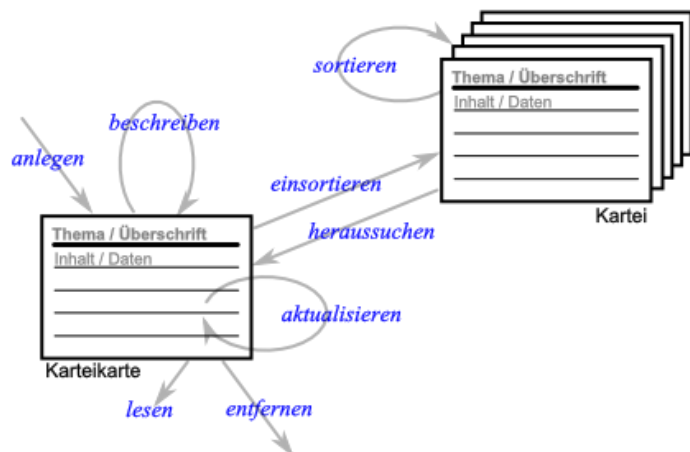 sortieren
Thema / Überschrift
Inhalt / Daten
Kartei
beschreiben
anlegen
einsortieren
heraussuchen
Thema / Überschrift
Inhalt / Daten
aktualisieren
Karteikarte
lesen
entfernen